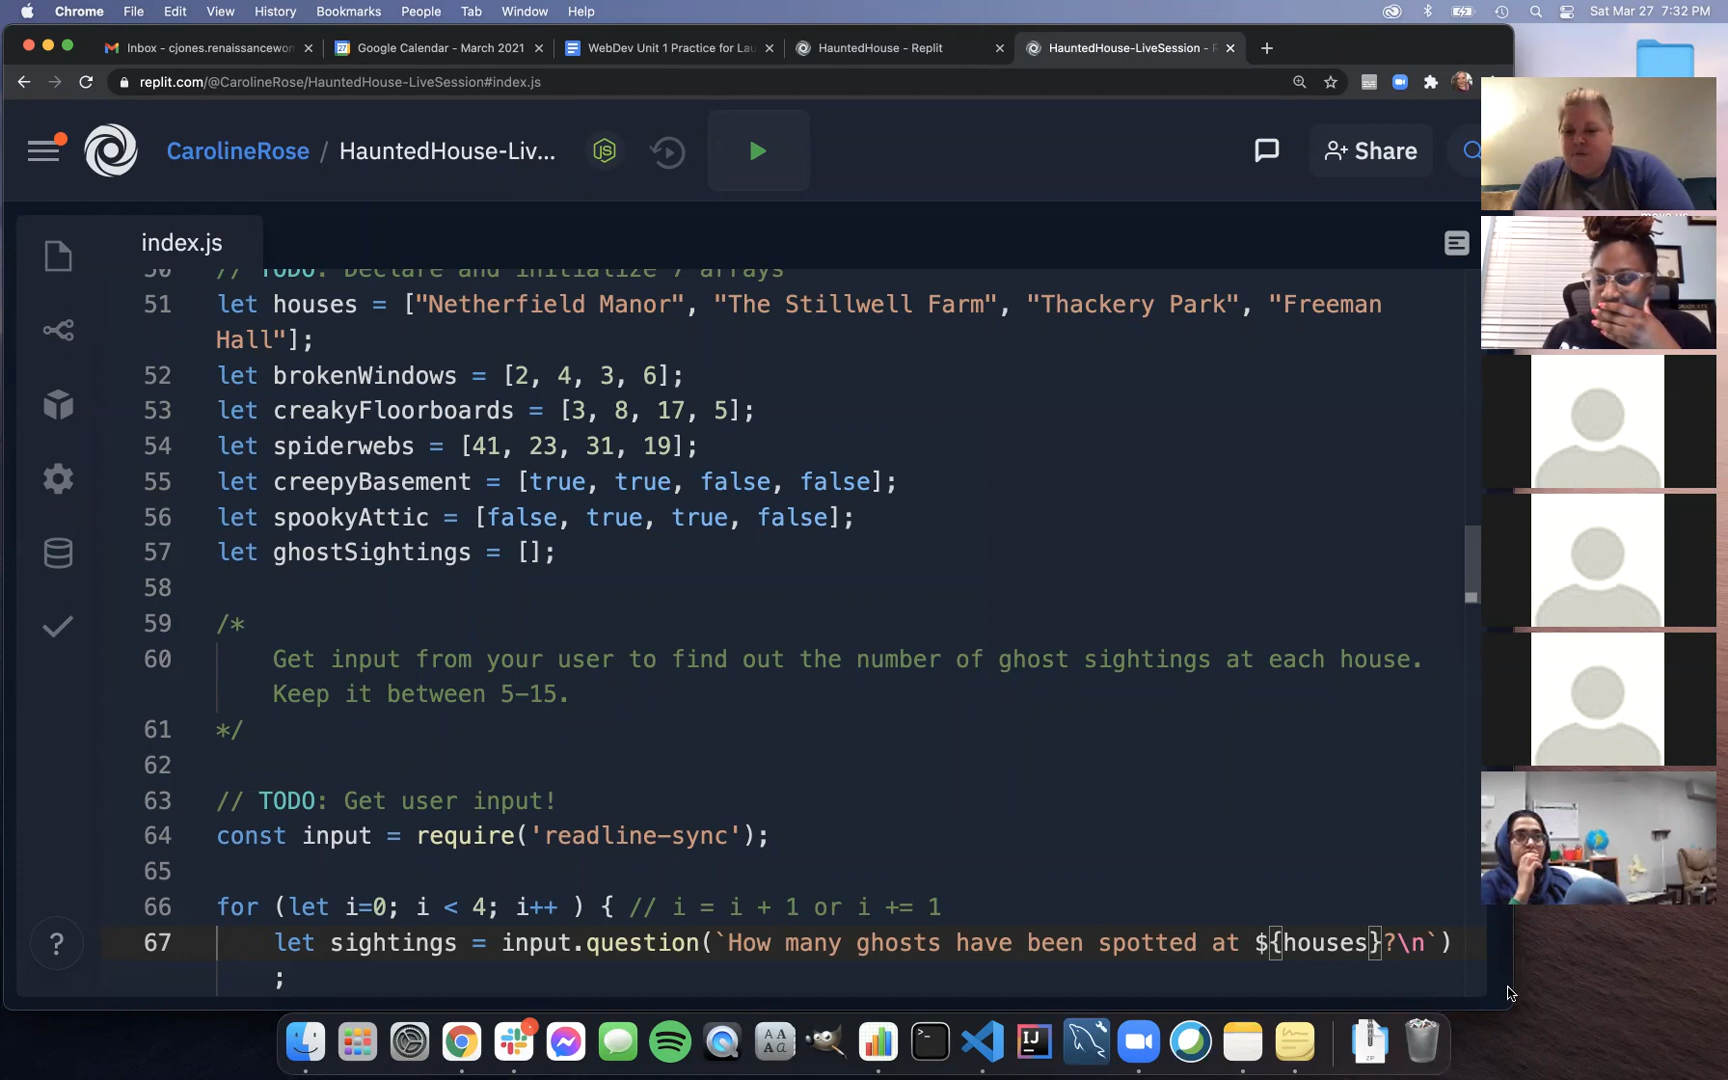 Chrome File Edit View History Bookmarks People Tab Window Help Sat Mar 27 7:32 PM
Inbox - cjones.renaissancewon
Google Calendar - March 2021
WebDev Unit 1 Practice for Lau
HauntedHouse - Replit
HauntedHouse-LiveSession - R
replit.com/@CarolineRose/HauntedHouse-LiveSession#index.js
CarolineRose / HauntedHouse-Liv...
Share
index.js
50 // TODO: Declare and initialize 7 arrays
51 let houses = ["Netherfield Manor", "The Stillwell Farm", "Thackery Park", "Freeman
Hall"];
52 let brokenWindows = [2, 4, 3, 6];
53 let creakyFloorboards = [3, 8, 17, 5];
54 let spiderwebs = [41, 23, 31, 19];
55 let creepyBasement = [true, true, false, false];
56 let spookyAttic = [false, true, true, false];
57 let ghostSightings = [];
58
59 /*
60 Get input from your user to find out the number of ghost sightings at each house.
Keep it between 5-15.
61 */
62
63 // TODO: Get user input!
64 const input = require('readline-sync');
65
66 for (let i=0; i < 4; i++ ) { // i = i + 1 or i += 1
67 let sightings = input.question(`How many ghosts have been spotted at ${houses}?\n`)
;